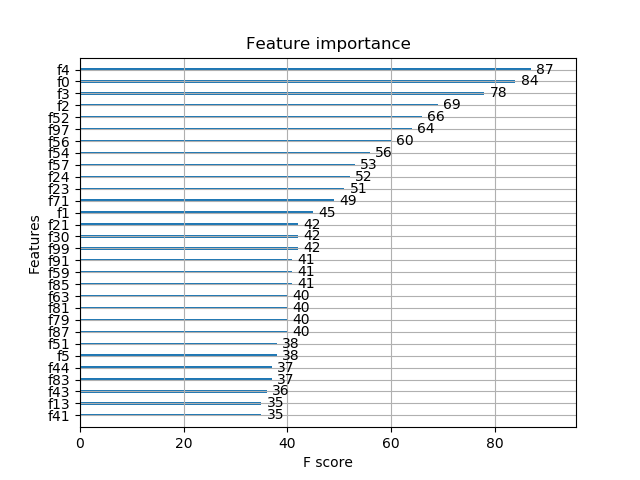 Feature importance
f4 87
f0 84
f3 78
f2 69
f52 66
f97 64
f56 60
f54 56
f57 53
f24 52
f23 51
f71 49
f1 45
f21 42
f30 42
f99 42
f91 41
f59 41
f85 41
f63 40
f81 40
f79 40
f87 40
f51 38
f5 38
f44 37
f83 37
f43 36
f13 35
f41 35
Features
0 20 40 60 80
F score